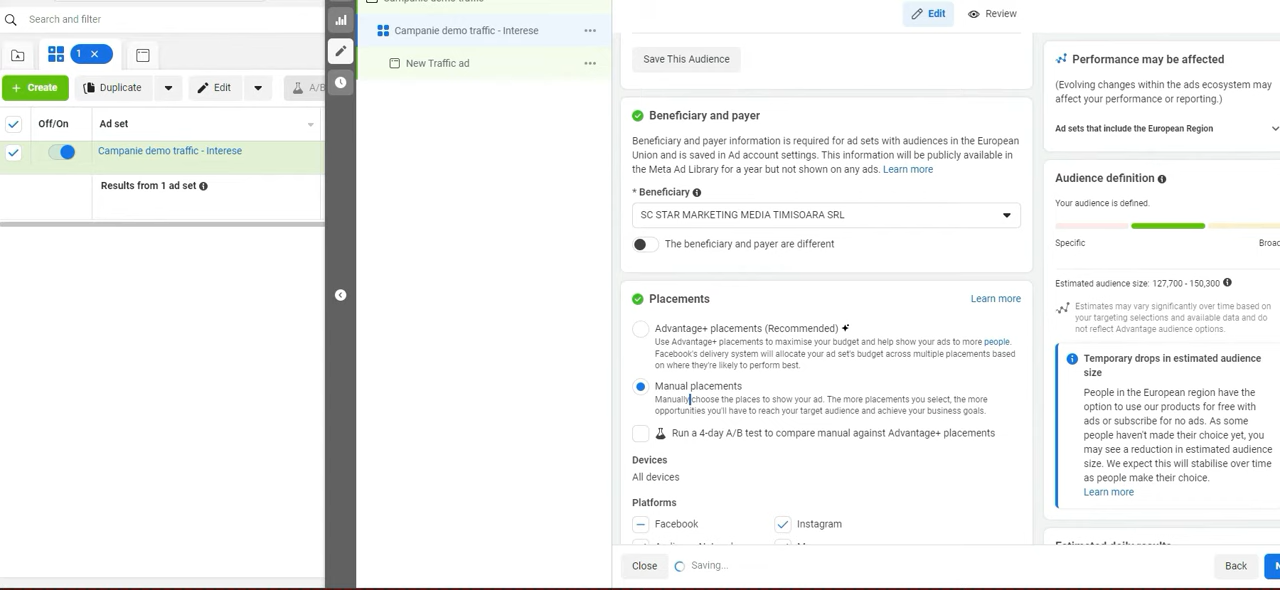 Search and filter
1
Create
Duplicate
Edit
A/B
Off/On
Ad set
Campanie demo traffic - Interese
Results from 1 ad set
Campanie demo traffic - Interese
New Traffic ad
Edit
Review
Save This Audience
Beneficiary and payer
Beneficiary and payer information is required for ad sets with audiences in the European
Union and is saved in Ad account settings. This information will be publicly available in
the Meta Ad Library for a year but not shown on any ads. Learn more
* Beneficiary
SC STAR MARKETING MEDIA TIMISOARA SRL
The beneficiary and payer are different
Placements
Learn more
Advantage+ placements (Recommended)
Use Advantage+ placements to maximise your budget and help show your ads to more people.
Facebook's delivery system will allocate your ad set's budget across multiple placements based
on where they're likely to perform best.
Manual placements
Manually choose the places to show your ad. The more placements you select, the more
opportunities you'll have to reach your target audience and achieve your business goals.
Run a 4-day A/B test to compare manual against Advantage+ placements
Devices
All devices
Platforms
Facebook
Instagram
Close
Saving...
Back
Performance may be affected
(Evolving changes within the ads ecosystem may
affect your performance or reporting.)
Ad sets that include the European Region
Audience definition
Your audience is defined.
Specific
Broad
Estimated audience size: 127,700 - 150,300
Estimates may vary significantly over time based on
your targeting selections and available data and do
not reflect Advantage audience options.
Temporary drops in estimated audience
size
People in the European region have the
option to use our products for free with
ads or subscribe for no ads. As some
people haven't made their choice yet, you
may see a reduction in estimated audience
size. We expect this will stabilise over time
as people make their choice.
Learn more